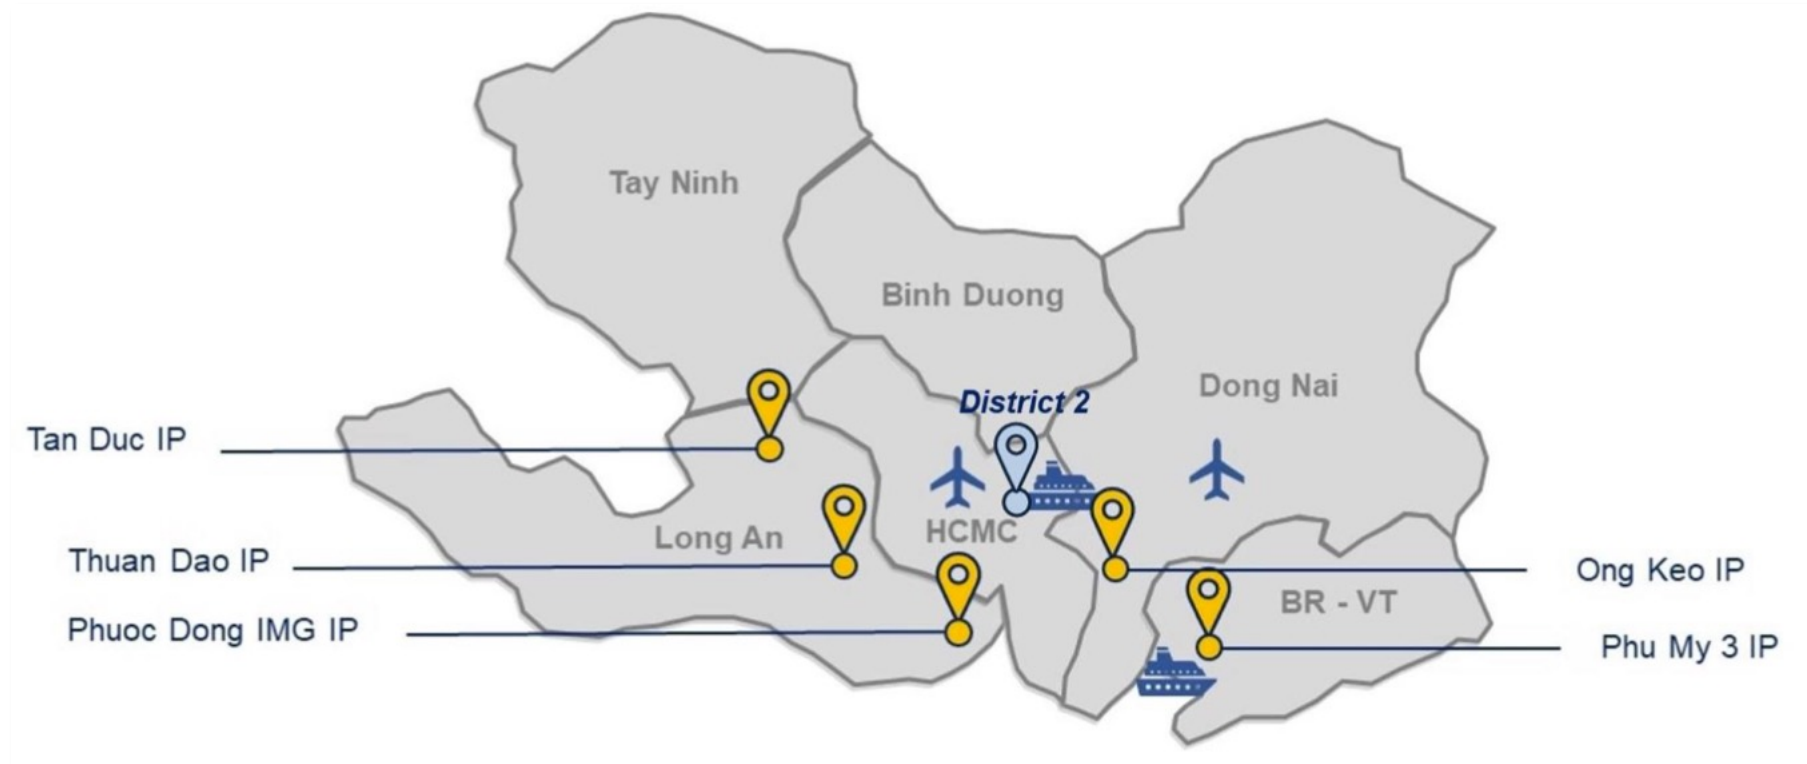 Tay Ninh
Binh Duong
Dong Nai
District 2
Tan Duc IP
HCMC
Long An
Thuan Dao IP
Ong Keo IP
BR - VT
Phuoc Dong IMG IP
Phu My 3 IP